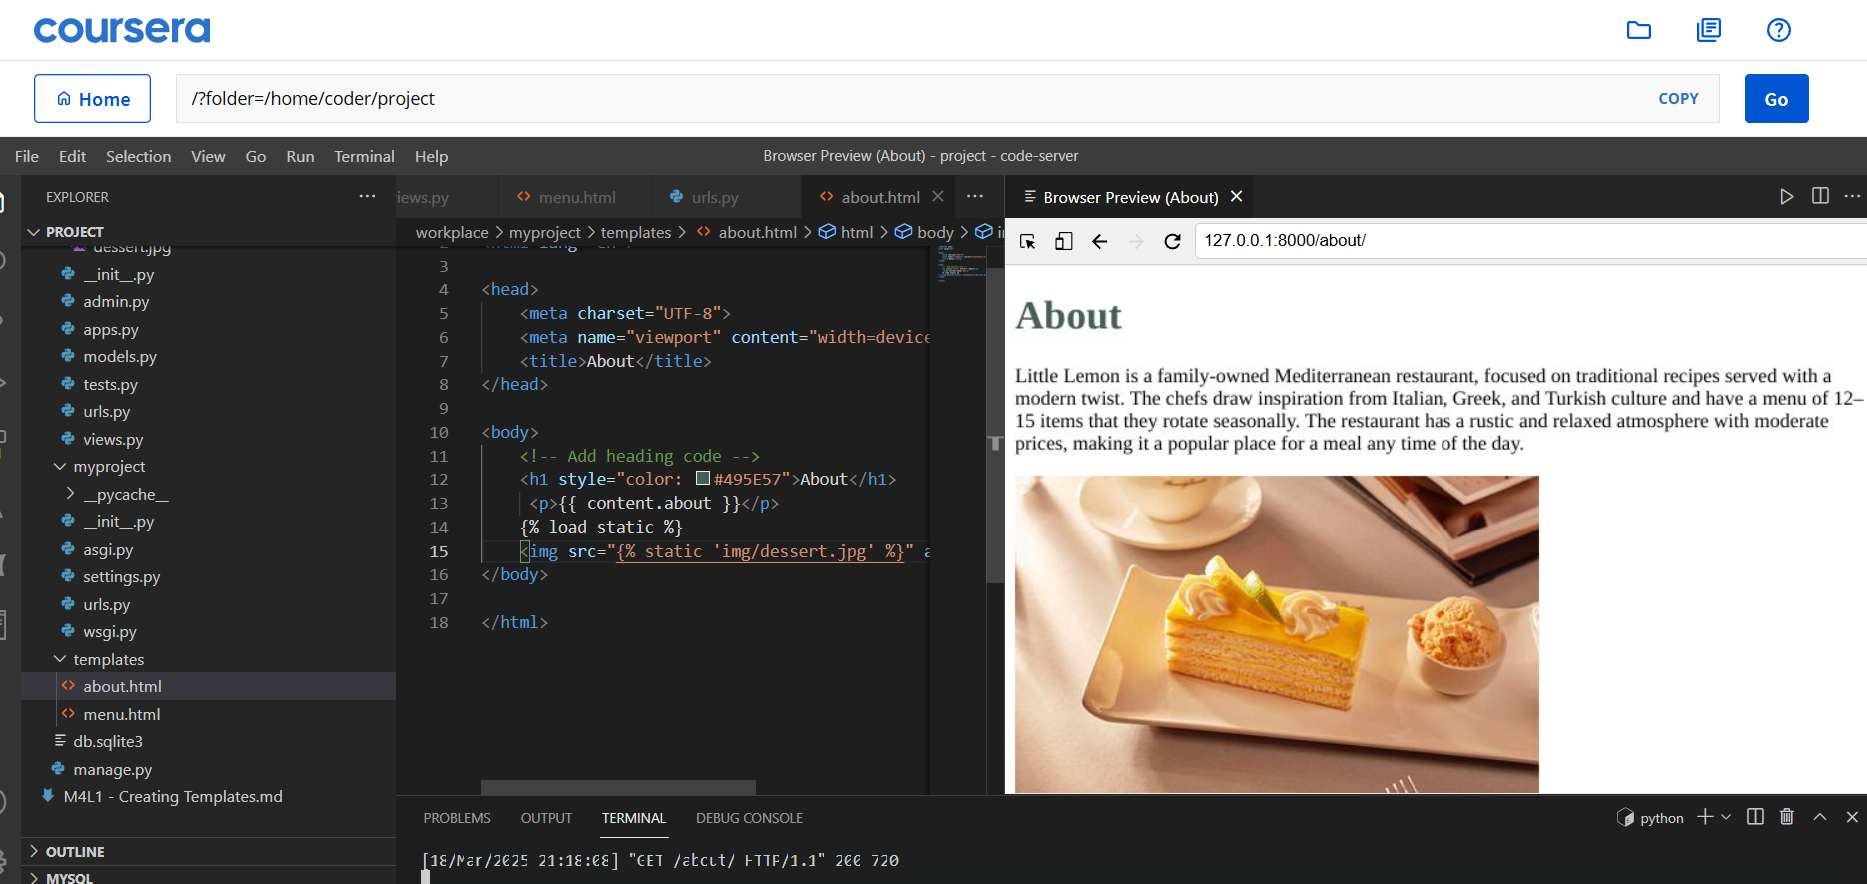 coursera
Home
/?folder=/home/coder/project
COPY
Go
File Edit Selection View Go Run Terminal Help
Browser Preview (About) - project - code-server
EXPLORER
PROJECT
dessert.jpg
__init__.py
admin.py
apps.py
models.py
tests.py
urls.py
views.py
myproject
__pycache__
__init__.py
asgi.py
settings.py
urls.py
wsgi.py
templates
about.html
menu.html
db.sqlite3
manage.py
M4L1 - Creating Templates.md
OUTLINE
MYSQL
iews.py menu.html urls.py about.html
workplace > myproject > templates > about.html > html > body >
3
4 <head>
5 <meta charset="UTF-8">
6 <meta name="viewport" content="width=device
7 <title>About</title>
8 </head>
9
10 <body>
11 <!-- Add heading code -->
12 <h1 style="color: #495E57">About</h1>
13 <p>{{ content.about }}</p>
14 {% load static %}
15 <img src="{% static 'img/dessert.jpg' %}" a
16 </body>
17
18 </html>
Browser Preview (About)
127.0.0.1:8000/about/
About
Little Lemon is a family-owned Mediterranean restaurant, focused on traditional recipes served with a
modern twist. The chefs draw inspiration from Italian, Greek, and Turkish culture and have a menu of 12–
15 items that they rotate seasonally. The restaurant has a rustic and relaxed atmosphere with moderate
prices, making it a popular place for a meal any time of the day.
PROBLEMS OUTPUT TERMINAL DEBUG CONSOLE
python
[18/Mar/2025 21:18:08] "GET /about/ HTTP/1.1" 200 720